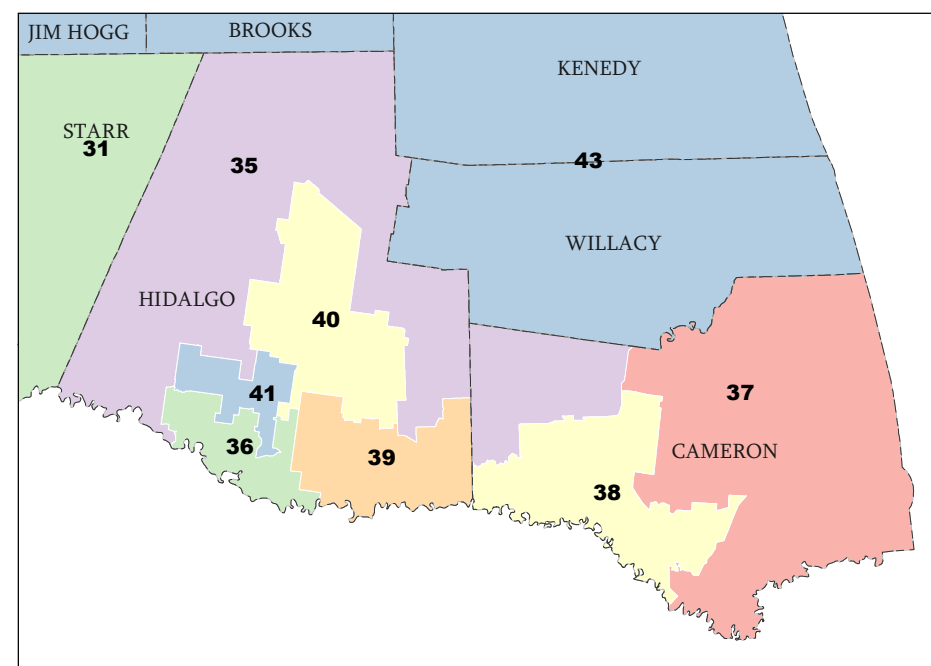 JIM HOGG
BROOKS
KENEDY
STARR
31
35
43
WILLACY
HIDALGO
40
41
37
36
39
CAMERON
38